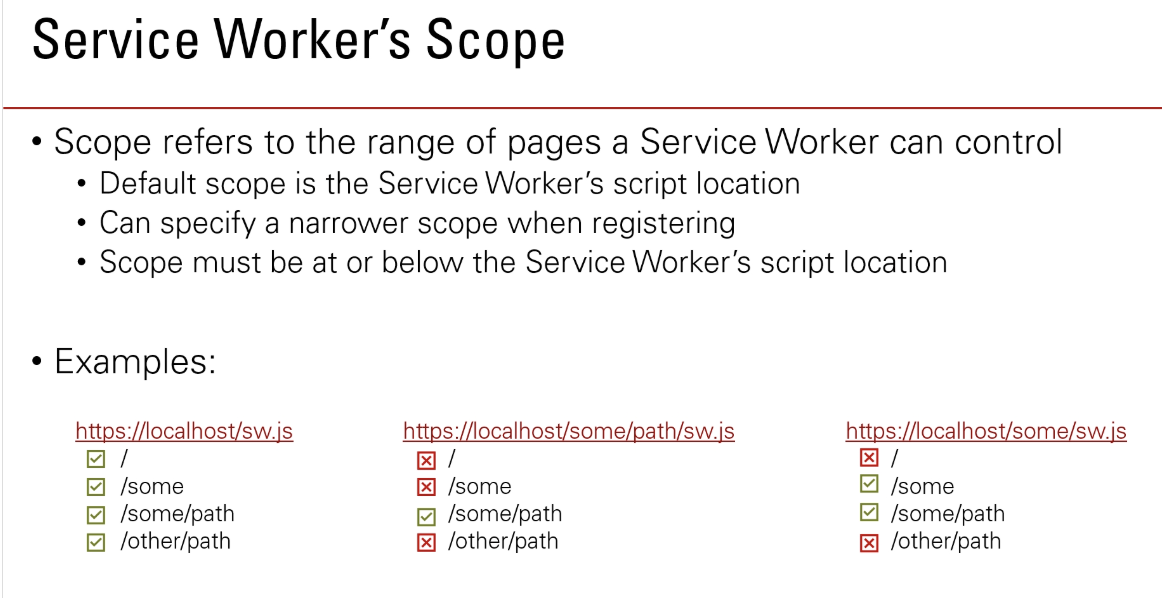 Service Worker’s Scope
• Scope refers to the range of pages a Service Worker can control
• Default scope is the Service Worker’s script location
• Can specify a narrower scope when registering
• Scope must be at or below the Service Worker’s script location
• Examples:
https://localhost/sw.js
/
/some
/some/path
/other/path
https://localhost/some/path/sw.js
/
/some
/some/path
/other/path
https://localhost/some/sw.js
/
/some
/some/path
/other/path